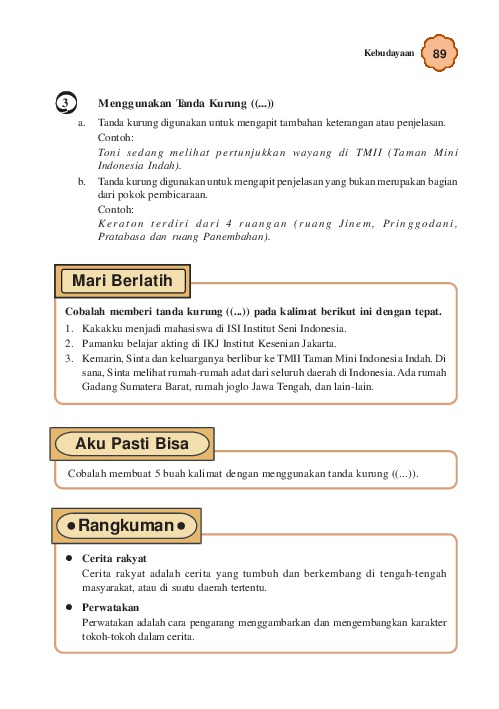 Kebudayaan 89
3 Menggunakan Tanda Kurung ((...))
a. Tanda kurung digunakan untuk mengapit tambahan keterangan atau penjelasan.
Contoh:
Toni sedang melihat pertunjukkan wayang di TMII (Taman Mini
Indonesia Indah).
b. Tanda kurung digunakan untuk mengapit penjelasan yang bukan merupakan bagian
dari pokok pembicaraan.
Contoh:
Keraton terdiri dari 4 ruangan (ruang Jinem, Pringgodani,
Pratabasa dan ruang Panembahan).
Mari Berlatih
Cobalah memberi tanda kurung ((...)) pada kalimat berikut ini dengan tepat.
1. Kakakku menjadi mahasiswa di ISI Institut Seni Indonesia.
2. Pamanku belajar akting di IKJ Institut Kesenian Jakarta.
3. Kemarin, Sinta dan keluarganya berlibur ke TMII Taman Mini Indonesia Indah. Di
sana, Sinta melihat rumah-rumah adat dari seluruh daerah di Indonesia. Ada rumah
Gadang Sumatera Barat, rumah joglo Jawa Tengah, dan lain-lain.
Aku Pasti Bisa
Cobalah membuat 5 buah kalimat dengan menggunakan tanda kurung ((...)).
• Rangkuman •
• Cerita rakyat
Cerita rakyat adalah cerita yang tumbuh dan berkembang di tengah-tengah
masyarakat, atau di suatu daerah tertentu.
• Perwatakan
Perwatakan adalah cara pengarang menggambarkan dan mengembangkan karakter
tokoh-tokoh dalam cerita.